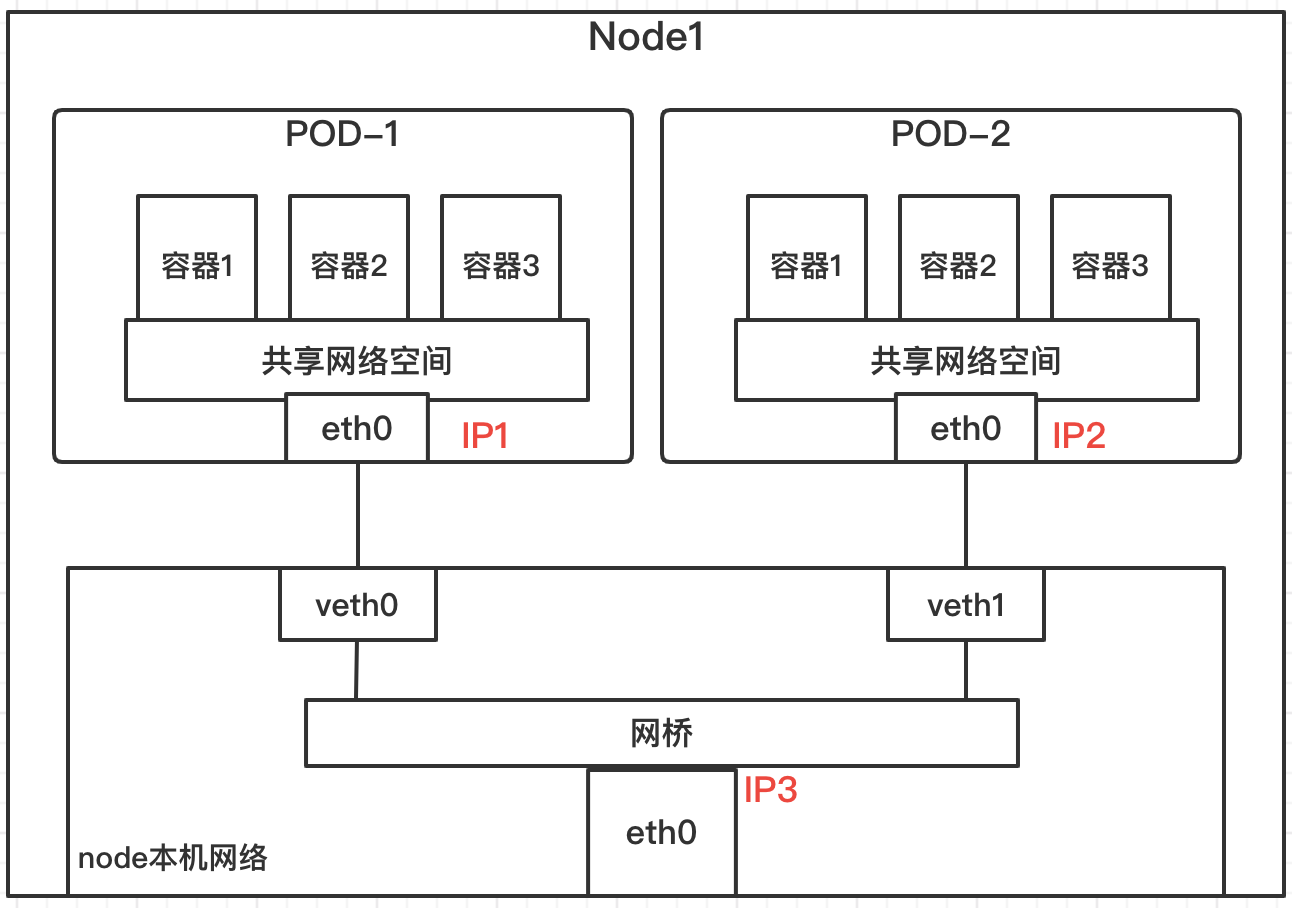 Node1
POD-1
POD-2
容器1
容器2
容器3
容器1
容器2
容器3
共享网络空间
共享网络空间
eth0
IP1
eth0
IP2
veth0
veth1
网桥
IP3
eth0
node本机网络